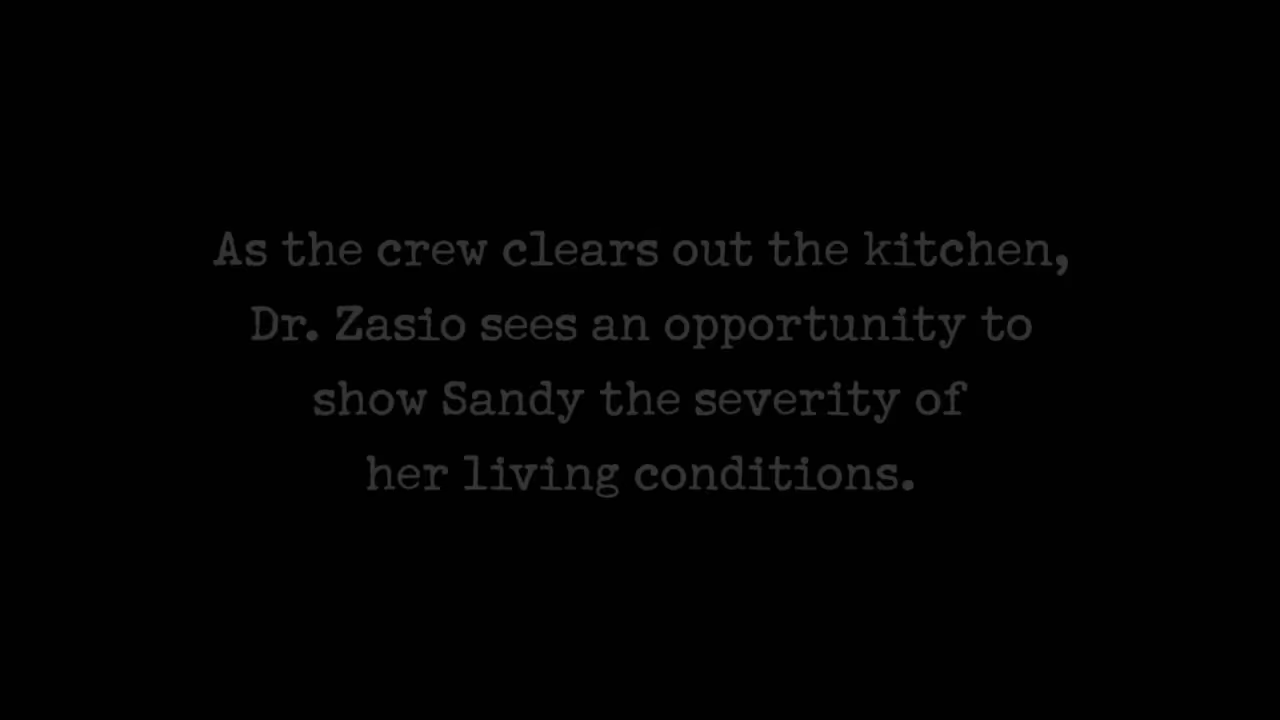 As the crew clears out the kitchen,
Dr. Zasio sees an opportunity to
show Sandy the severity of
her living conditions.